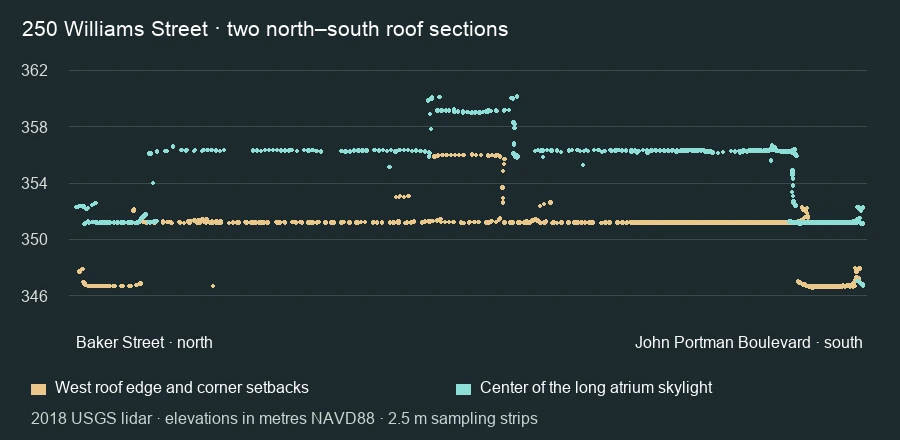 250 Williams Street · two north–south roof sections
362
358
354
350
346
Baker Street · north
John Portman Boulevard · south
West roof edge and corner setbacks
Center of the long atrium skylight
2018 USGS lidar · elevations in metres NAVD88 · 2.5 m sampling strips